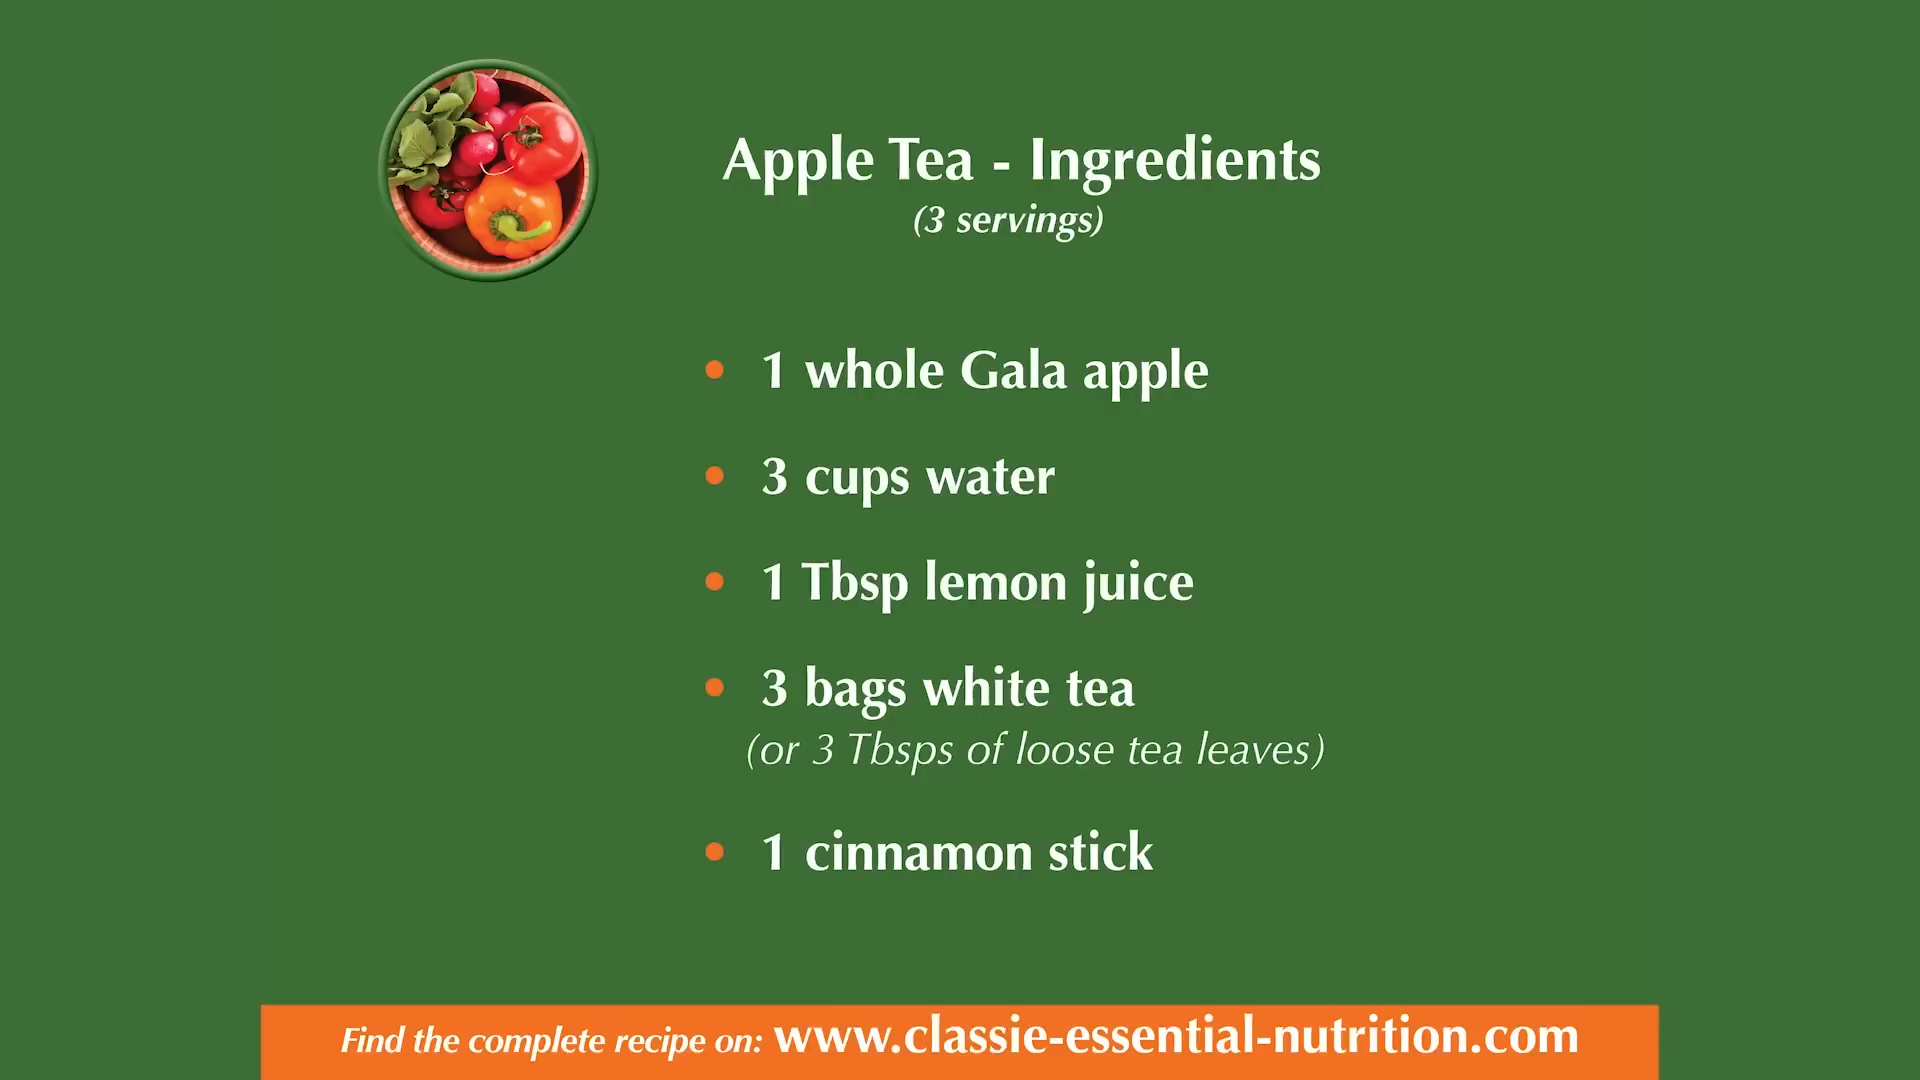 Apple Tea - Ingredients
(3 servings)
• 1 whole Gala apple
• 3 cups water
• 1 Tbsp lemon juice
• 3 bags white tea
(or 3 Tbsps of loose tea leaves)
• 1 cinnamon stick
Find the complete recipe on: www.classie-essential-nutrition.com